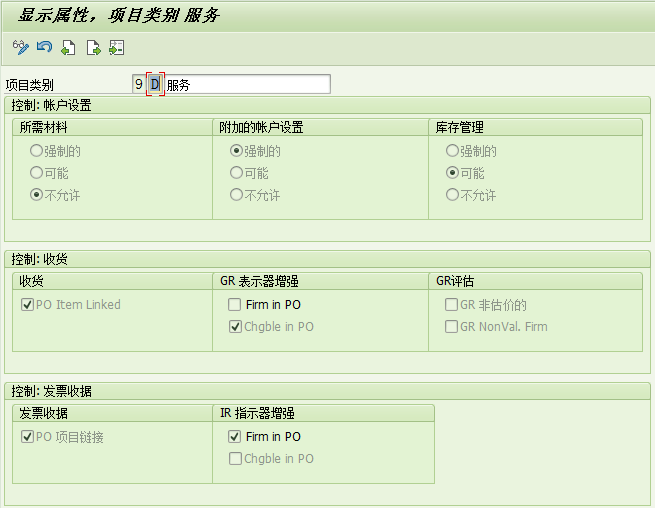 显示属性，项目类别 服务
项目类别 9 D 服务
控制: 帐户设置
所需材料 附加的帐户设置 库存管理
强制的 强制的 强制的
可能 可能 可能
不允许 不允许 不允许
控制: 收货
收货 GR 表示器增强 GR评估
PO Item Linked Firm in PO GR 非估价的
Chgble in PO GR NonVal. Firm
控制: 发票收据
发票收据 IR 指示器增强
PO 项目链接 Firm in PO
Chgble in PO